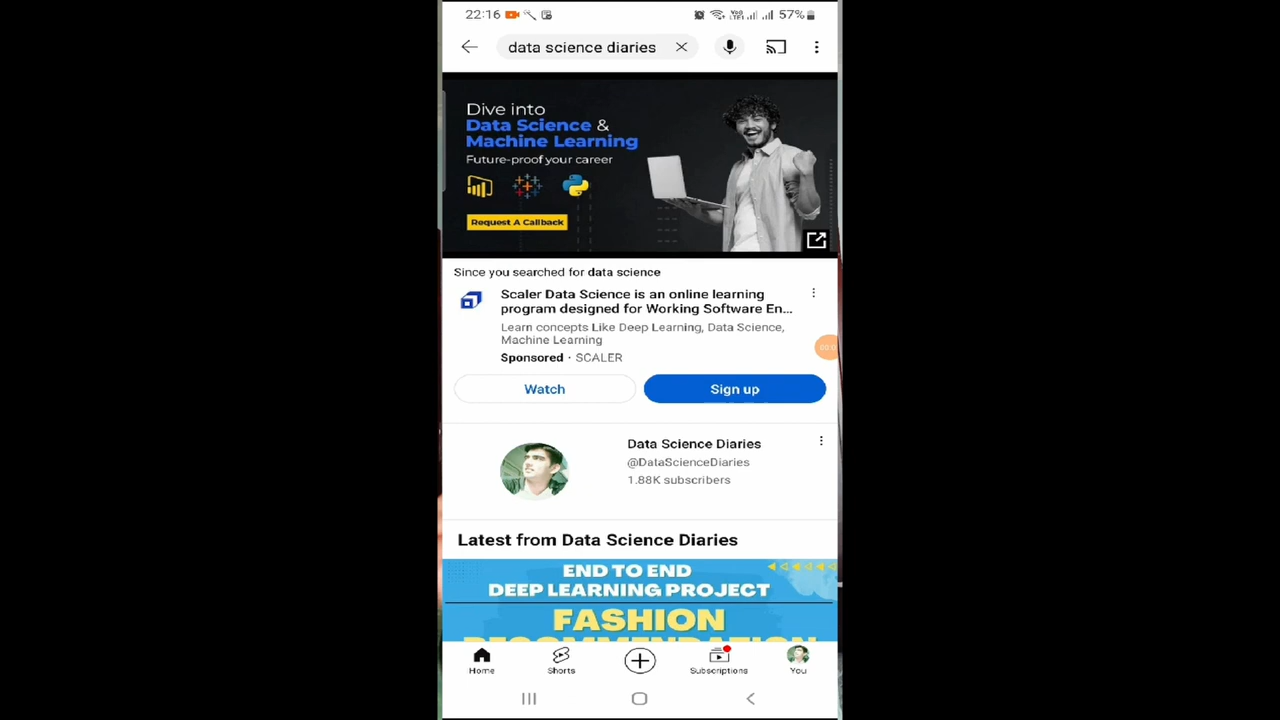 22:16
57%
data science diaries
Dive into
Data Science &
Machine Learning
Future-proof your career
Request A Callback
Since you searched for data science
Scaler Data Science is an online learning
program designed for Working Software En...
Learn concepts Like Deep Learning, Data Science,
Machine Learning
Sponsored · SCALER
Watch
Sign up
Data Science Diaries
@DataScienceDiaries
1.88K subscribers
Latest from Data Science Diaries
END TO END
DEEP LEARNING PROJECT
FASHION
RECOMMENDATION
Home
Shorts
Subscriptions
You